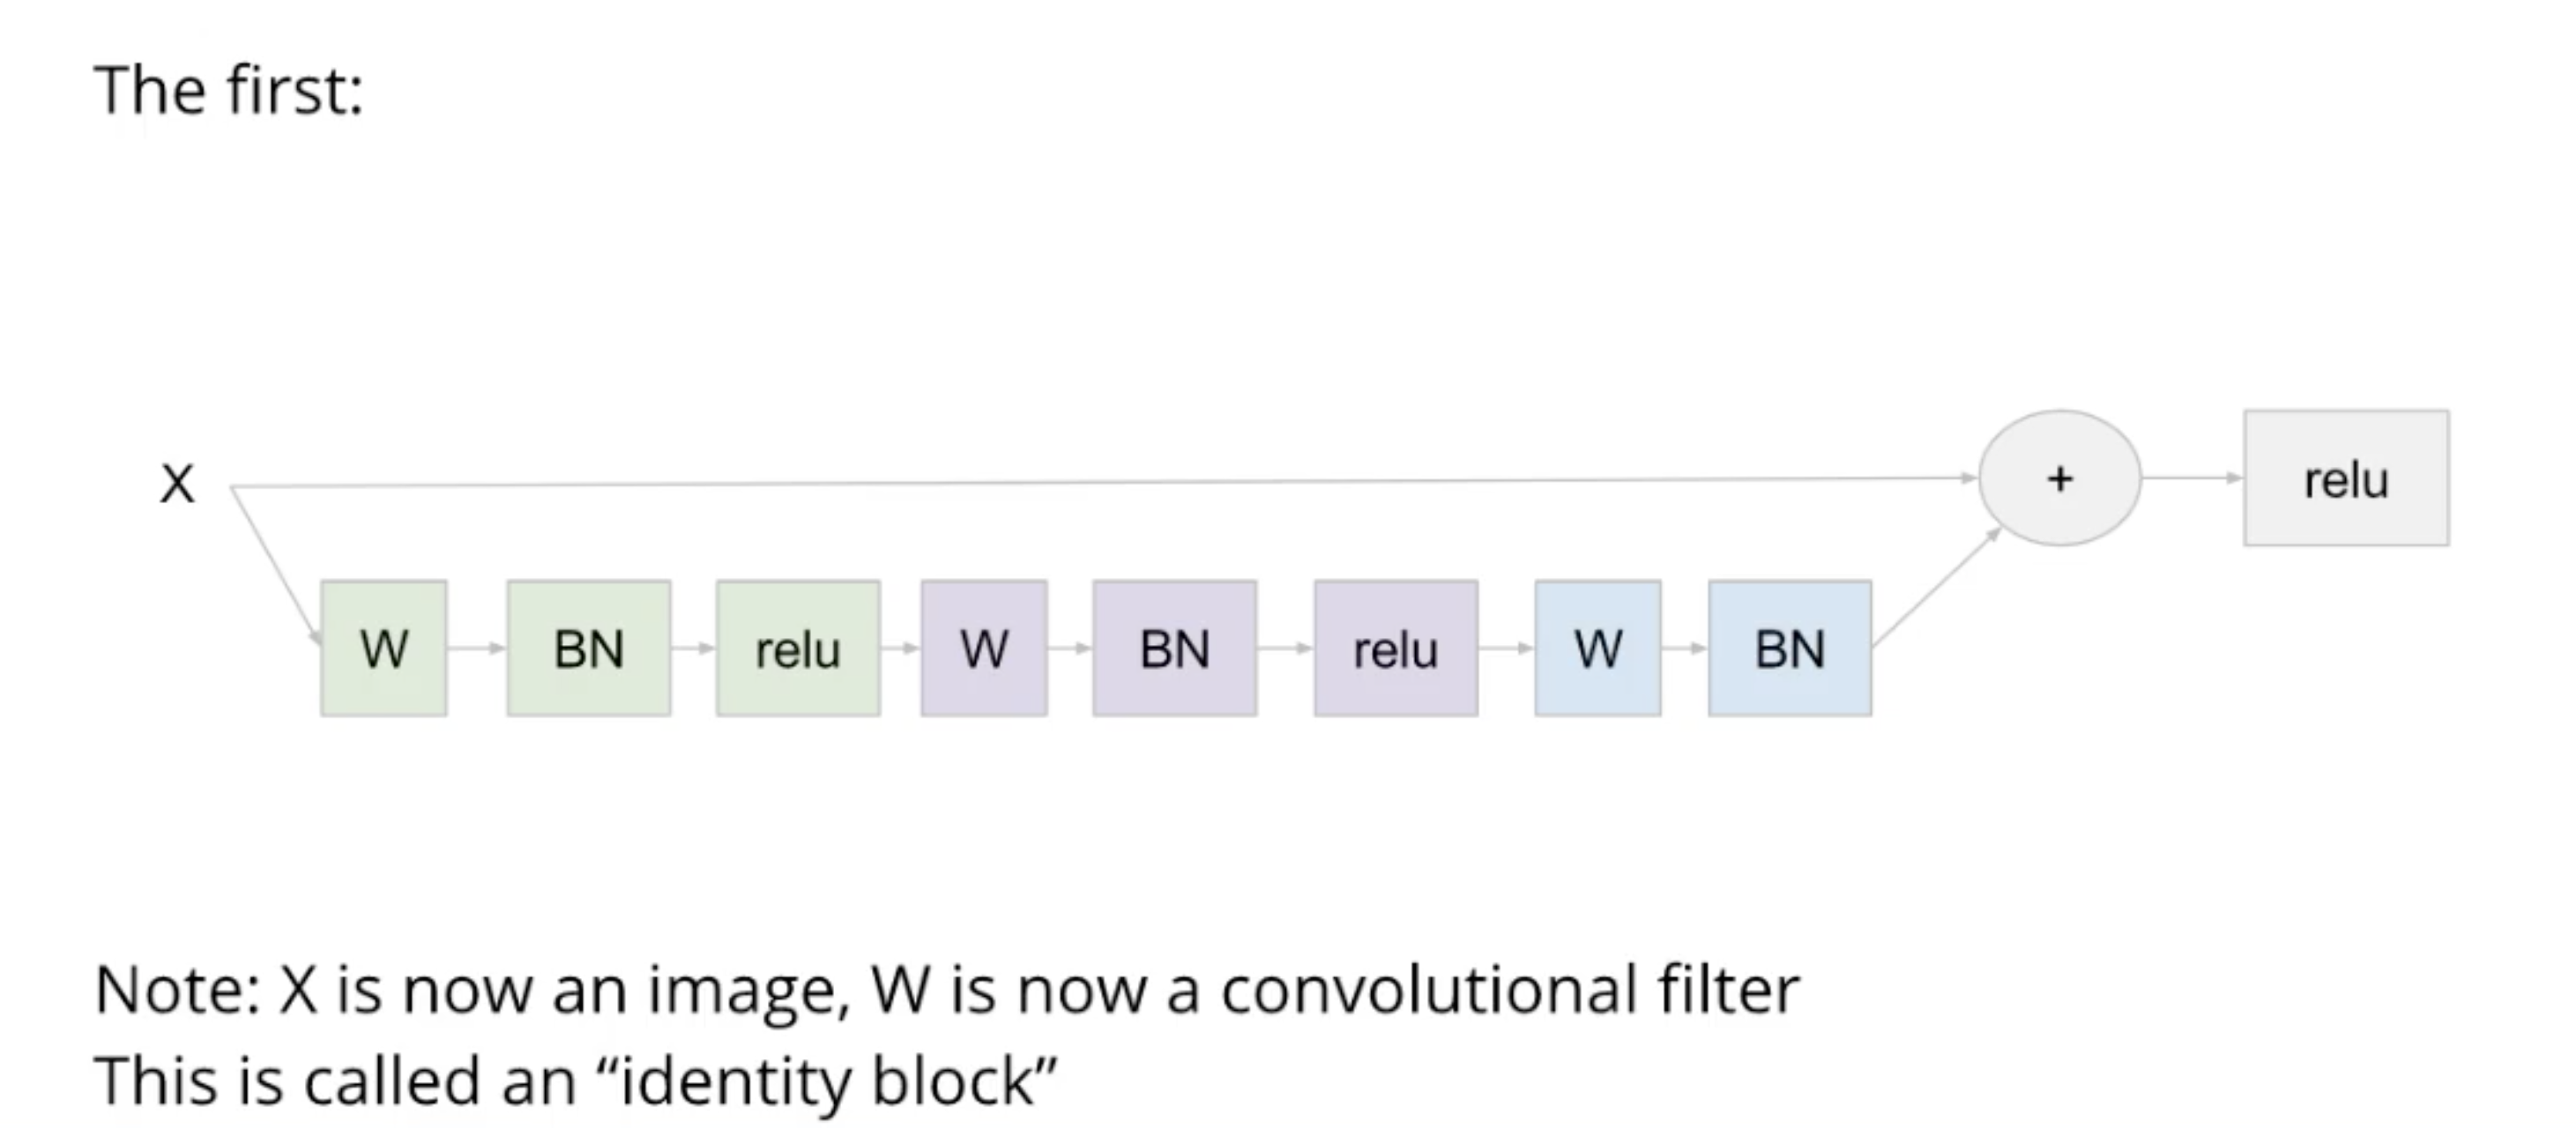 The first:
X
+
relu
W
BN
relu
W
BN
relu
W
BN
Note: X is now an image, W is now a convolutional filter
This is called an “identity block”